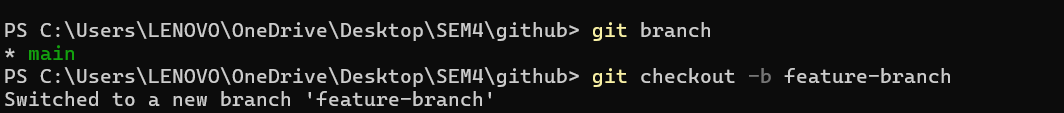 PS C:\Users\LENOVO\OneDrive\Desktop\SEM4\github> git branch
* main
PS C:\Users\LENOVO\OneDrive\Desktop\SEM4\github> git checkout -b feature-branch
Switched to a new branch 'feature-branch'